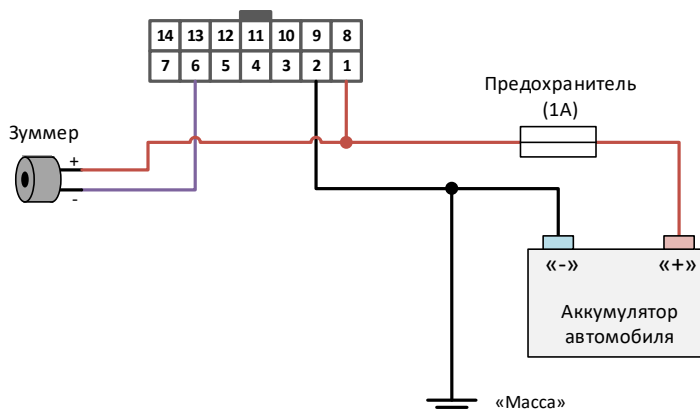 14 13 12 11 10 9 8
7 6 5 4 3 2 1
Предохранитель
(1А)
Зуммер
+
-
«-»
«+»
Аккумулятор
автомобиля
«Масса»